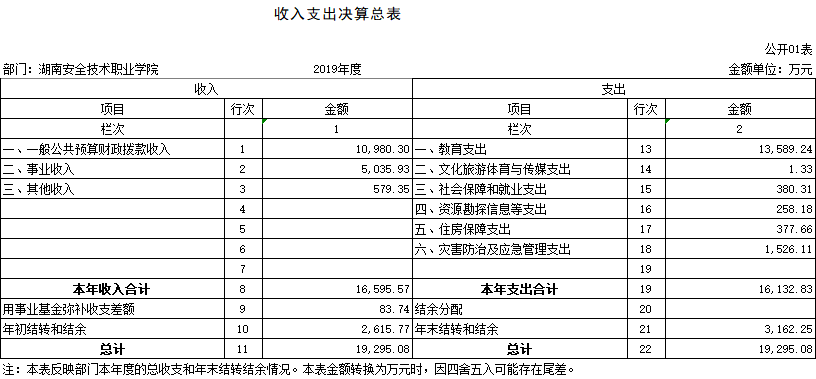 收入支出决算总表
公开01表
部门：湖南安全技术职业学院 2019年度 金额单位：万元
收入 支出
项目 行次 金额 项目 行次 金额
栏次 1 栏次 2
一、一般公共预算财政拨款收入 1 10,980.30 一、教育支出 13 13,589.24
二、事业收入 2 5,035.93 二、文化旅游体育与传媒支出 14 1.33
三、其他收入 3 579.35 三、社会保障和就业支出 15 380.31
4 四、资源勘探信息等支出 16 258.18
5 五、住房保障支出 17 377.66
6 六、灾害防治及应急管理支出 18 1,526.11
7 19
本年收入合计 8 16,595.57 本年支出合计 19 16,132.83
用事业基金弥补收支差额 9 83.74 结余分配 20
年初结转和结余 10 2,615.77 年末结转和结余 21 3,162.25
总计 11 19,295.08 总计 22 19,295.08
注：本表反映部门本年度的总收支和年末结转结余情况。本表金额转换为万元时，因四舍五入可能存在尾差。